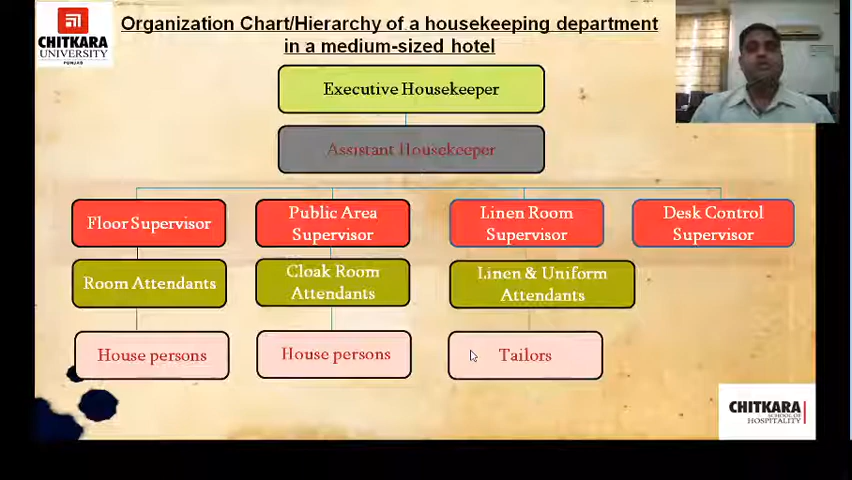 Organization Chart/Hierarchy of a housekeeping department
in a medium-sized hotel
CHITKARA
UNIVERSITY
PUNJAB
Executive Housekeeper
Assistant Housekeeper
Floor Supervisor
Public Area
Supervisor
Linen Room
Supervisor
Desk Control
Supervisor
Room Attendants
Cloak Room
Attendants
Linen & Uniform
Attendants
House persons
House persons
Tailors
CHITKARA
SCHOOL OF
HOSPITALITY